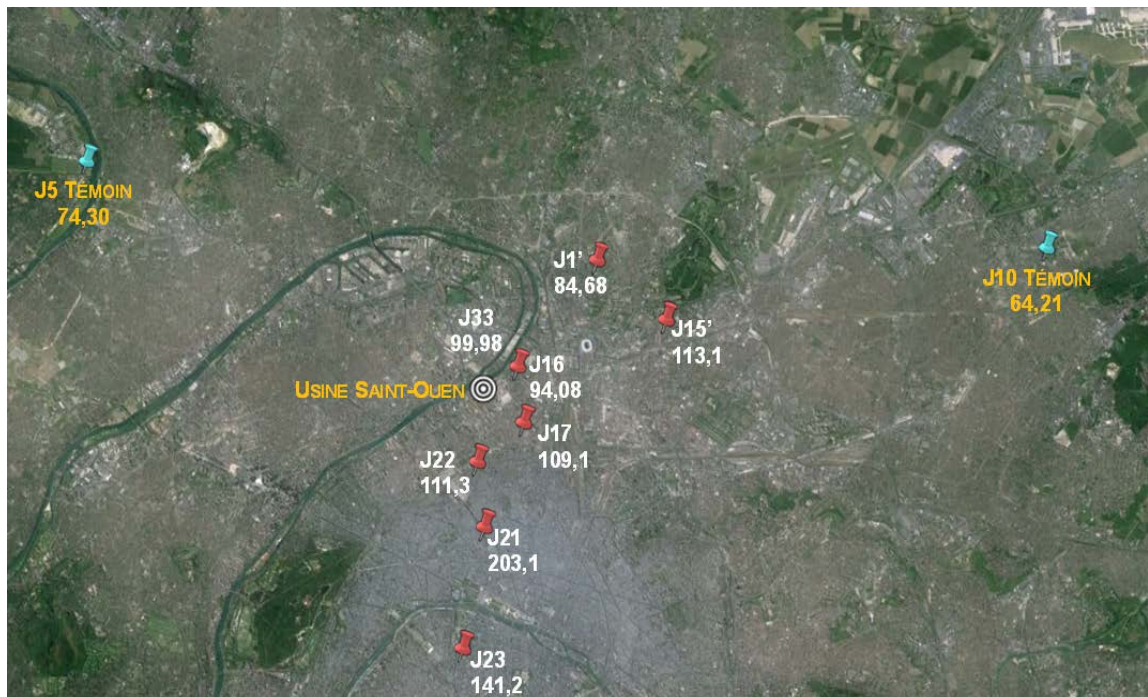 J5 TÉMOIN
74,30
J1'
84,68
J10 TÉMOIN
64,21
J33
99,98
J15'
113,1
J16
94,08
USINE SAINT-OUEN
J17
109,1
J22
111,3
J21
203,1
J23
141,2